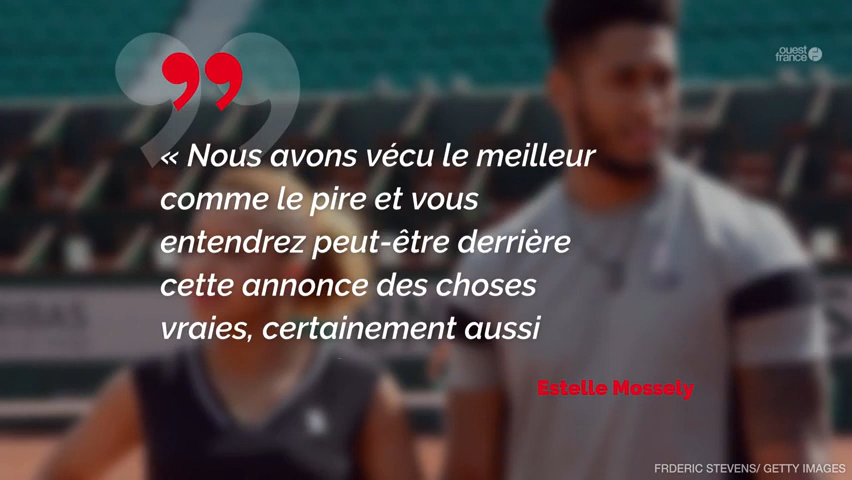 ouest
france
« Nous avons vécu le meilleur
comme le pire et vous
entendrez peut-être derrière
cette annonce des choses
vraies, certainement aussi
Estelle Mossely
FRDERIC STEVENS/ GETTY IMAGES